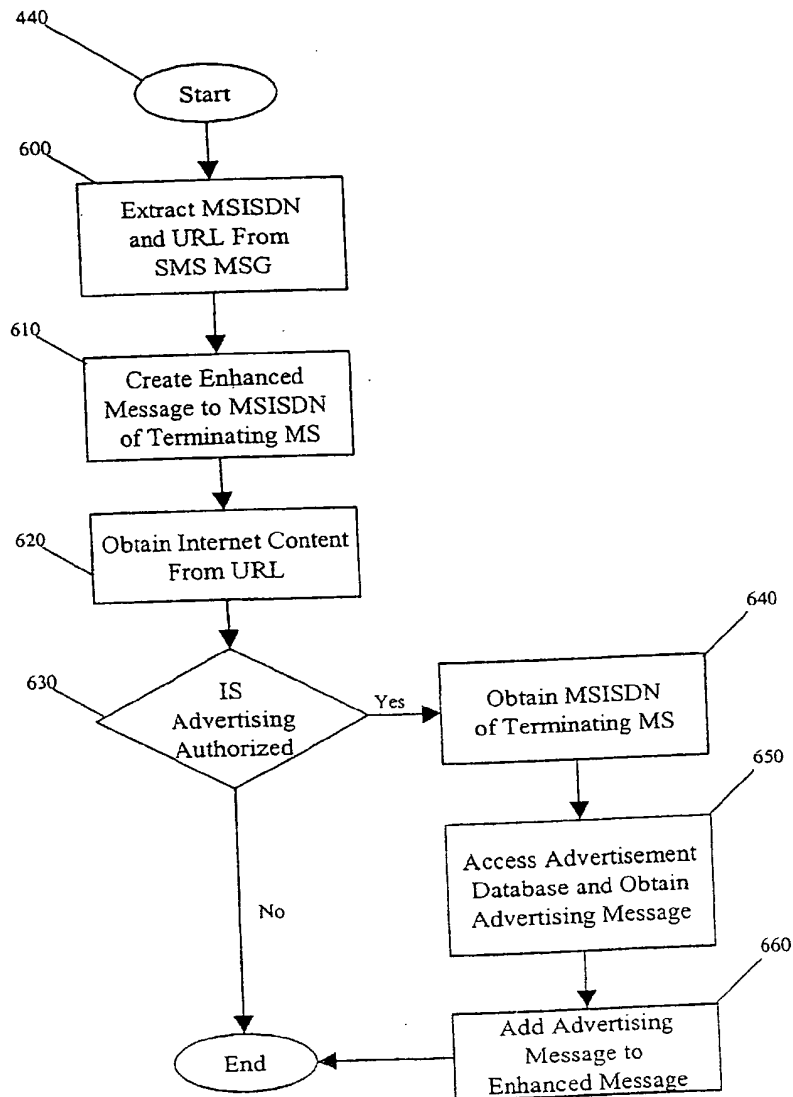 440
Start
600
Extract MSISDN
and URL From
SMS MSG
610
Create Enhanced
Message to MSISDN
of Terminating MS
620
Obtain Internet Content
From URL
630
IS
Advertising
Authorized
Yes
640
Obtain MSISDN
of Terminating MS
650
Access Advertisement
Database and Obtain
Advertising Message
No
660
Add Advertising
Message to
Enhanced Message
End